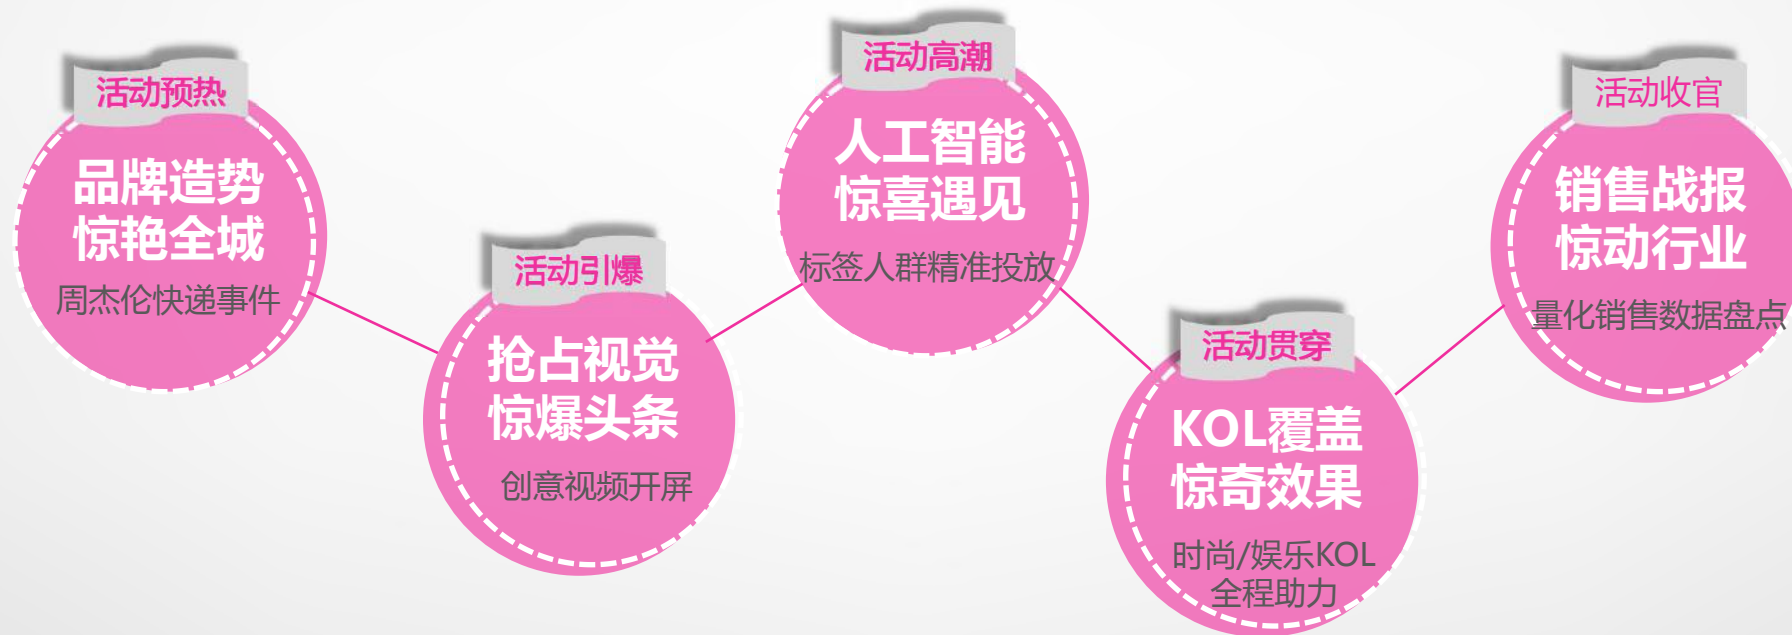 活动预热
品牌造势
惊艳全城
周杰伦快递事件
活动引爆
抢占视觉
惊爆头条
创意视频开屏
活动高潮
人工智能
惊喜遇见
标签人群精准投放
活动贯穿
KOL覆盖
惊奇效果
时尚/娱乐KOL
全程助力
活动收官
销售战报
惊动行业
量化销售数据盘点